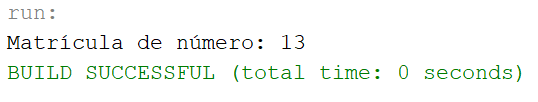 run:
Matrícula de número: 13
BUILD SUCCESSFUL (total time: 0 seconds)